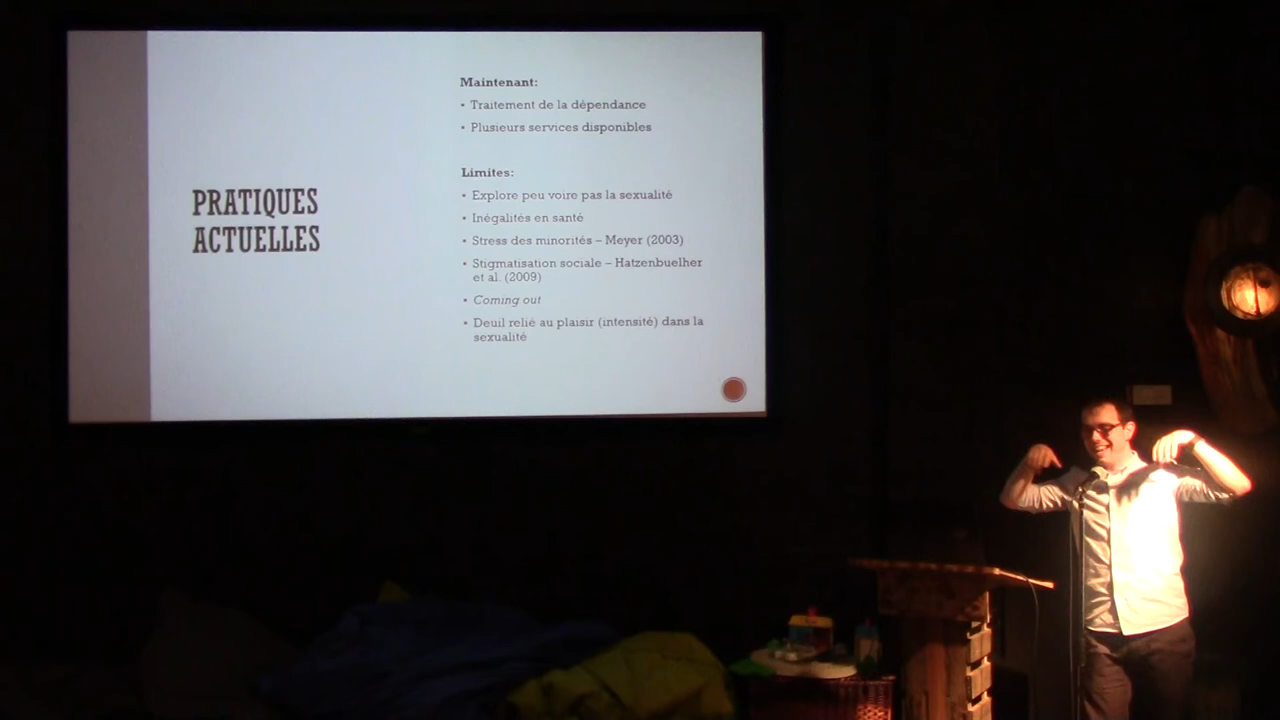 PRATIQUES
ACTUELLES
Maintenant:
• Traitement de la dépendance
• Plusieurs services disponibles
Limites:
• Explore peu voire pas la sexualité
• Inégalités en santé
• Stress des minorités – Meyer (2003)
• Stigmatisation sociale – Hatzenbuelher
et al. (2009)
• Coming out
• Deuil relié au plaisir (intensité) dans la
sexualité